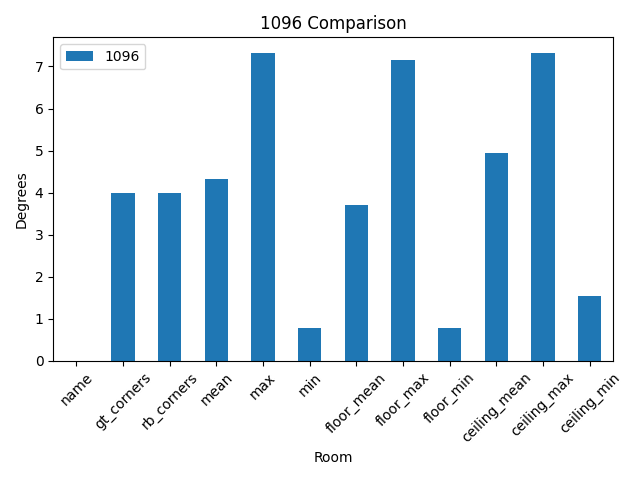 1096 Comparison
1096
Degrees
7
6
5
4
3
2
1
0
name
gt_corners
rb_corners
mean
max
min
floor_mean
floor_max
floor_min
ceiling_mean
ceiling_max
ceiling_min
Room